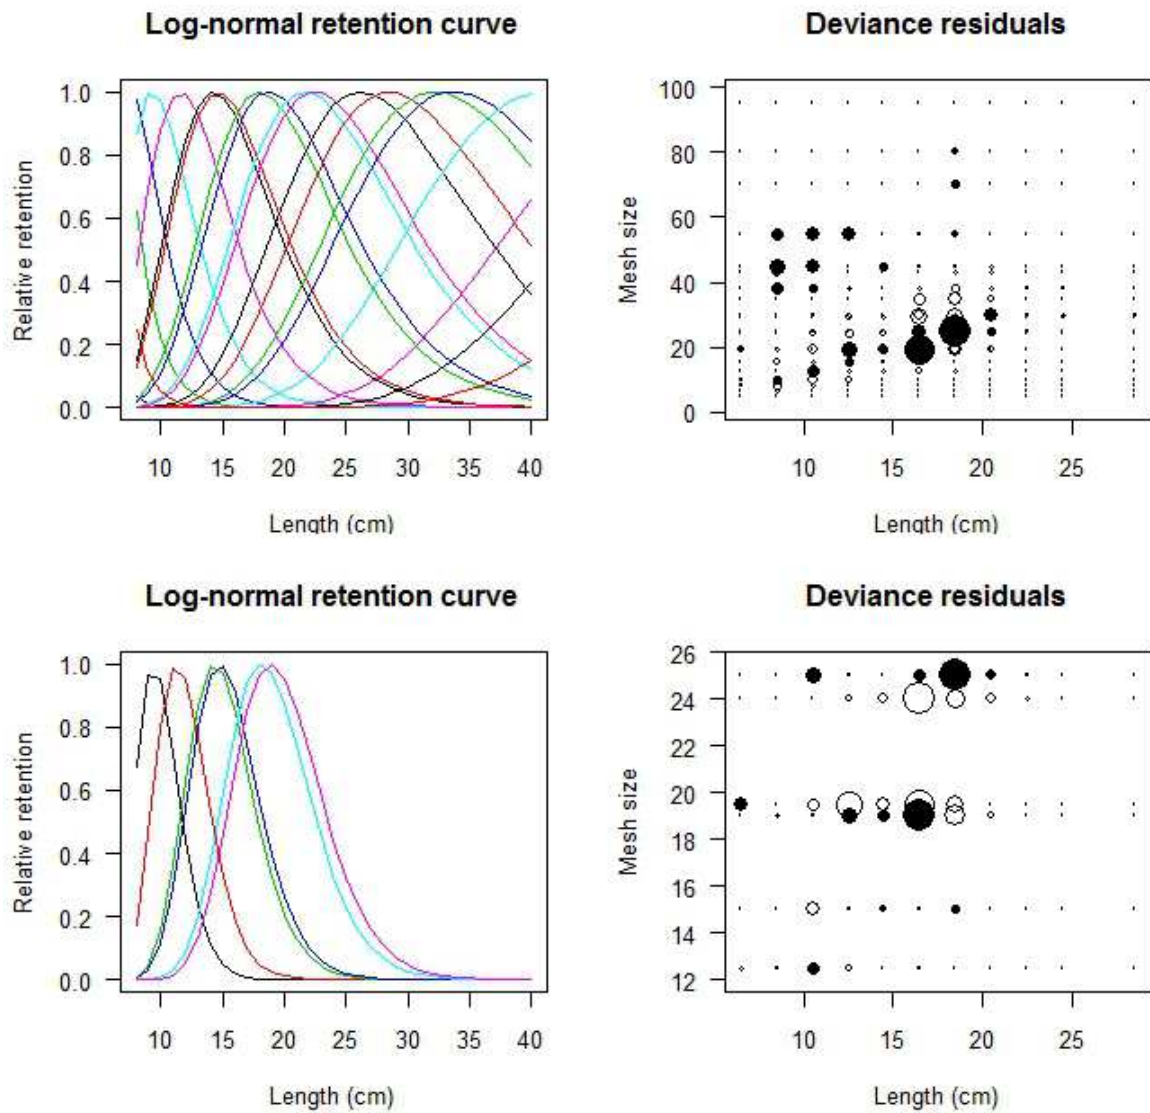 Log-normal retention curve
Relative retention
1.0
0.8
0.6
0.4
0.2
0.0
10 15 20 25 30 35 40
Length (cm)
Deviance residuals
Mesh size
100
80
60
40
20
0
10 15 20 25
Length (cm)
Log-normal retention curve
Relative retention
1.0
0.8
0.6
0.4
0.2
0.0
10 15 20 25 30 35 40
Length (cm)
Deviance residuals
Mesh size
26
24
22
20
18
16
14
12
10 15 20 25
Length (cm)